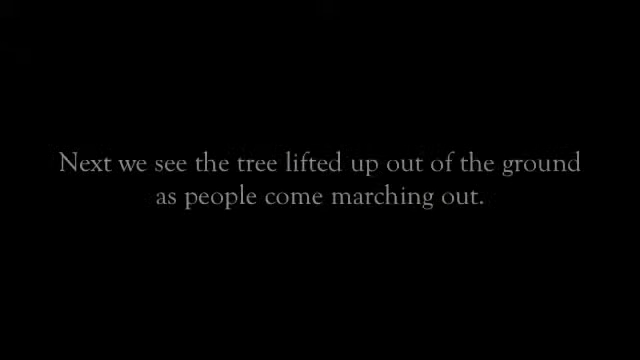 Next we see the tree lifted up out of the ground
as people come marching out.